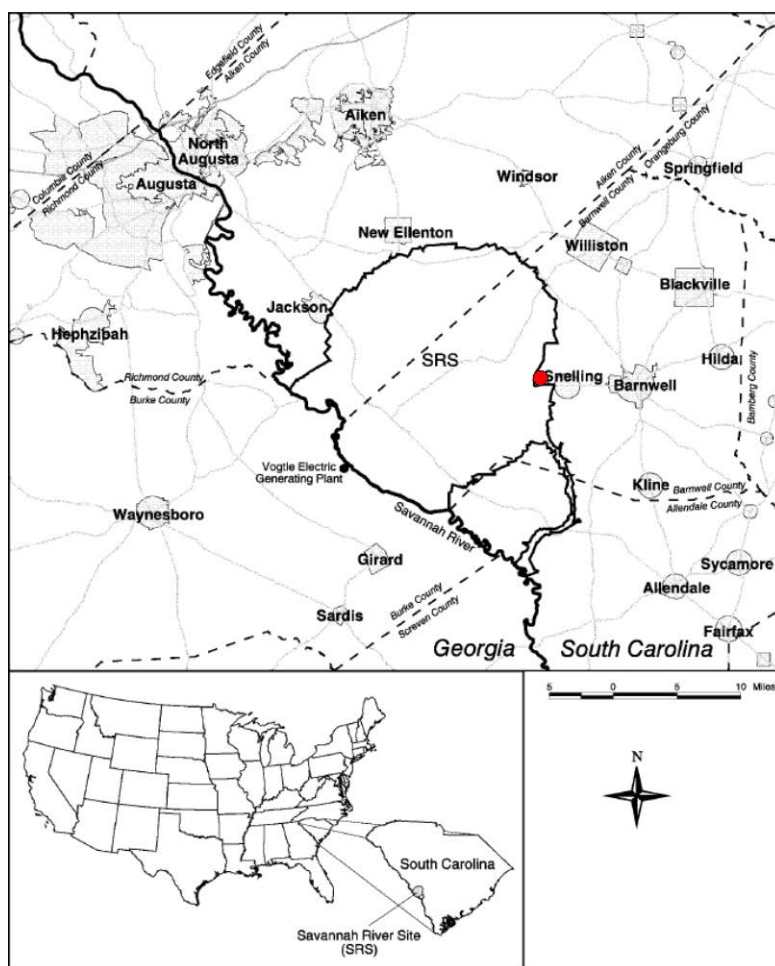 Edgefield County
Aiken County
Aiken
North
Augusta
Columbia County
Richmond County
Augusta
Windsor
Aiken County
Barnwell County
Orangeburg County
Springfield
New Ellenton
Williston
Blackville
Jackson
Hephzibah
SRS
Hilda
Snelling
Barnwell
Bamberg County
Richmond County
Burke County
Vogtle Electric
Generating Plant
Kline
Barnwell County
Allendale County
Waynesboro
Savannah River
Girard
Sycamore
Allendale
Burke County
Screven County
Sardis
Fairfax
Georgia
South Carolina
5 0 5 10 Miles
N
South Carolina
Savannah River Site
(SRS)